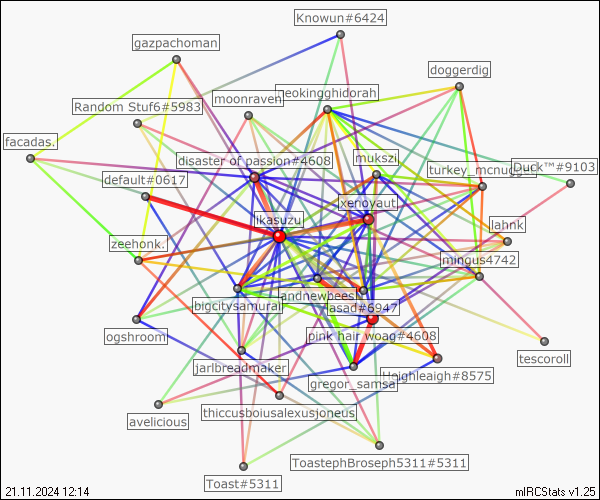 Knowun#6424
gazpachoman
doggerdig
neokingghidorah
moonraven
Random Stuf6#5983
facadas.
disaster of passion#4608
mukszi
turkey_mcnugget
Duck™#9103
default#0617
xenoyaut
ikasuzu
lahnk
zeehonk.
mingus4742
andnewbees
bigcitysamurai
asad#6947
ogshroom
pink hair woag#4608
tescoroll
jarlbreadmaker
gregor_samsa
Heighleigh#8575
avelicious
thiccusboiusalexusjoneus
ToastephBroseph5311#5311
Toast#5311
21.11.2024 12:14
mIRCStats v1.25